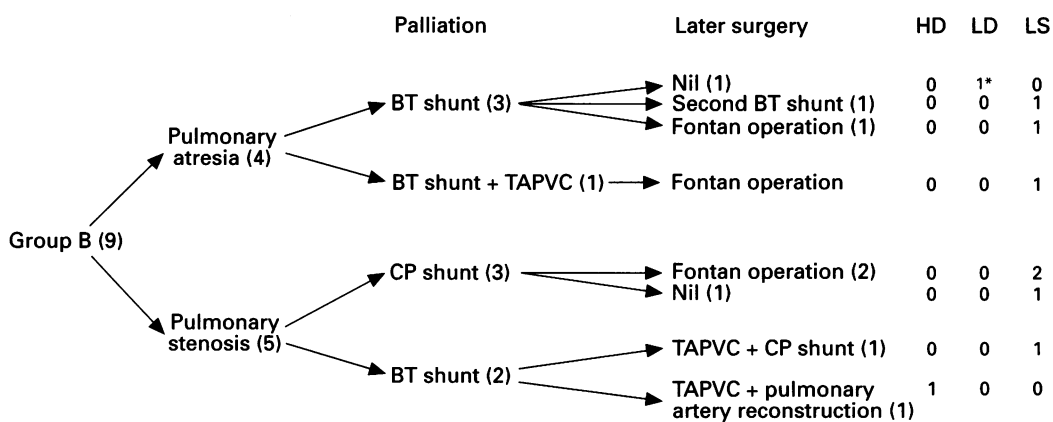 Palliation Later surgery HD LD LS
Nil (1) 0 1* 0
BT shunt (3) Second BT shunt (1) 0 0 1
Fontan operation (1) 0 0 1
Pulmonary
atresia (4)
BT shunt + TAPVC (1) Fontan operation 0 0 1
Group B (9)
CP shunt (3) Fontan operation (2) 0 0 2
Nil (1) 0 0 1
Pulmonary
stenosis (5)
TAPVC + CP shunt (1) 0 0 1
BT shunt (2)
TAPVC + pulmonary 1 0 0
artery reconstruction (1)